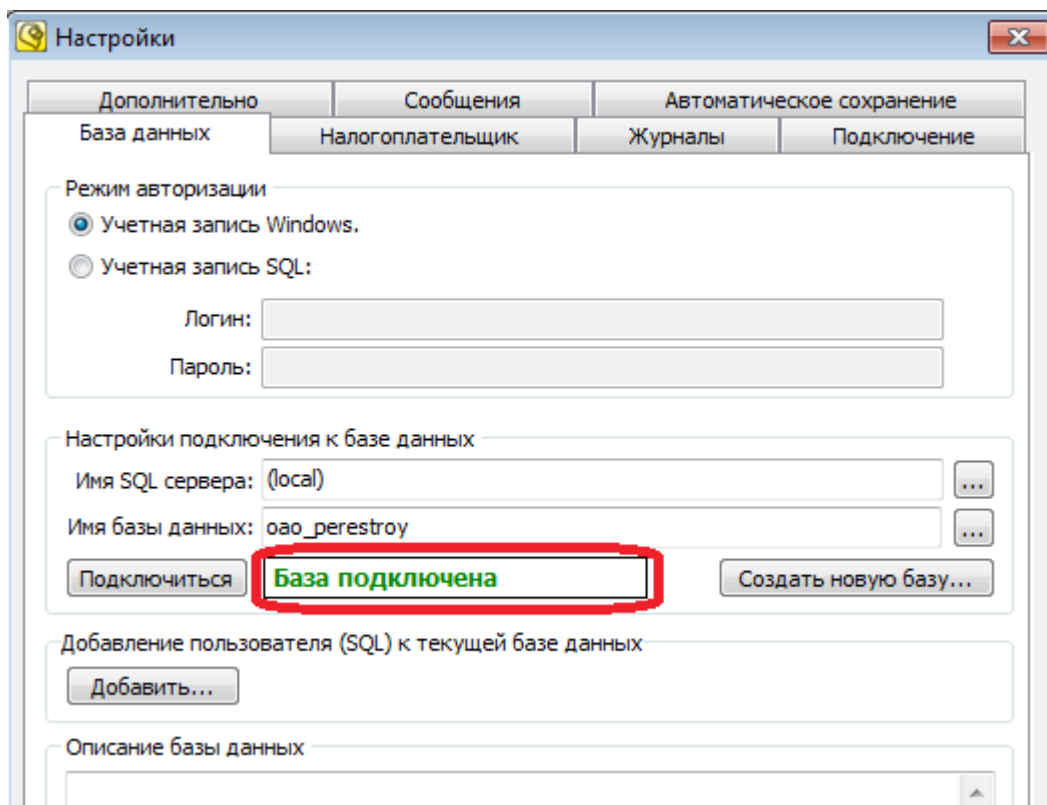 Настройки
Дополнительно Сообщения Автоматическое сохранение
База данных Налогоплательщик Журналы Подключение
Режим авторизации
Учетная запись Windows.
Учетная запись SQL:
Логин:
Пароль:
Настройки подключения к базе данных
Имя SQL сервера: (local) ...
Имя базы данных: oao_perestroy ...
Подключиться База подключена Создать новую базу...
Добавление пользователя (SQL) к текущей базе данных
Добавить...
Описание базы данных